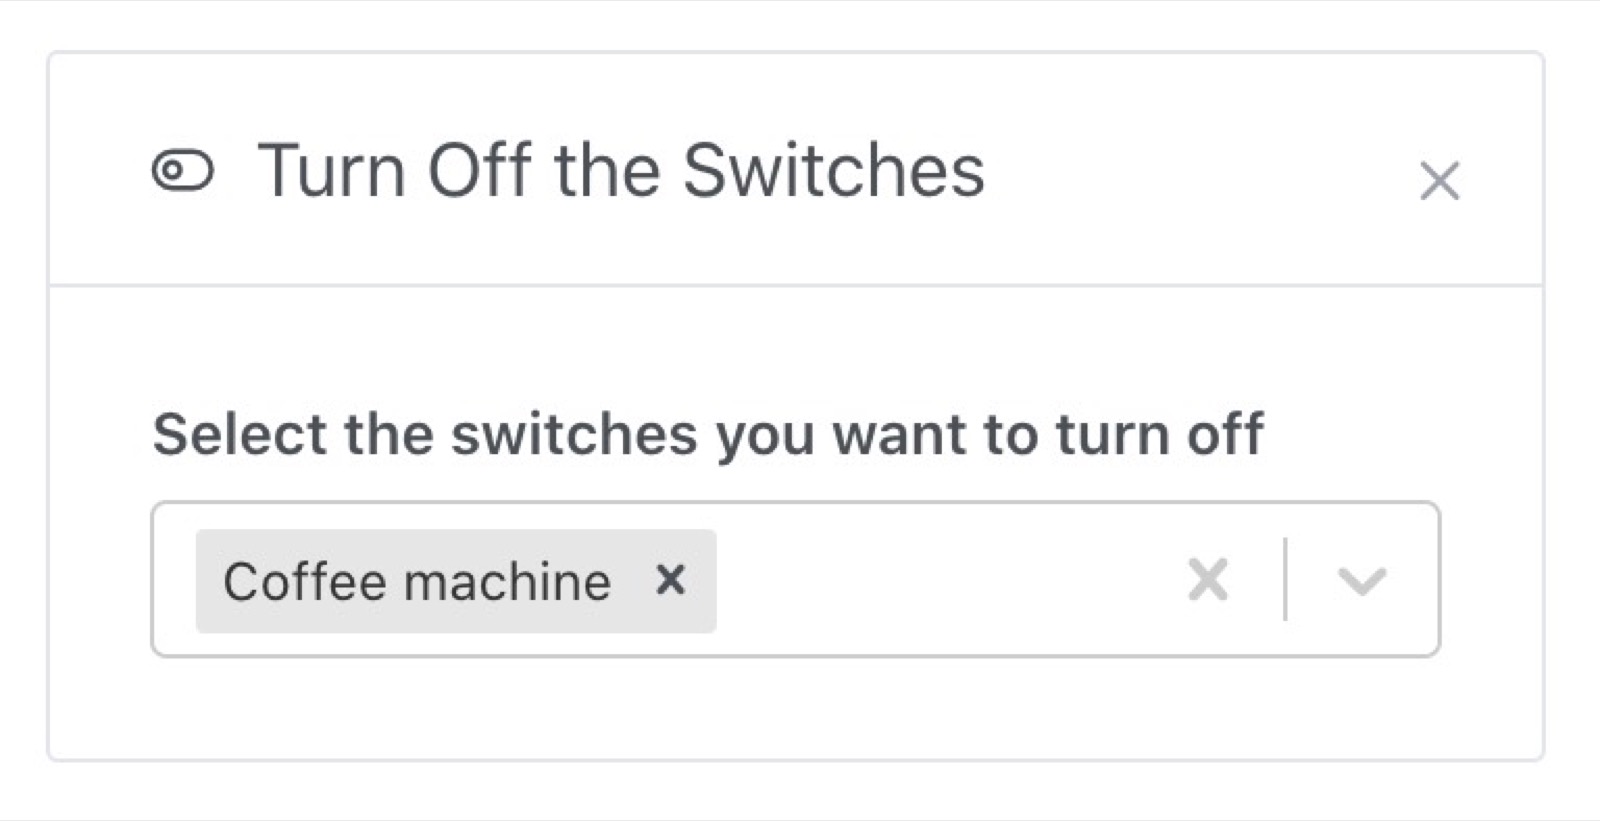 Turn Off the Switches
Select the switches you want to turn off
Coffee machine